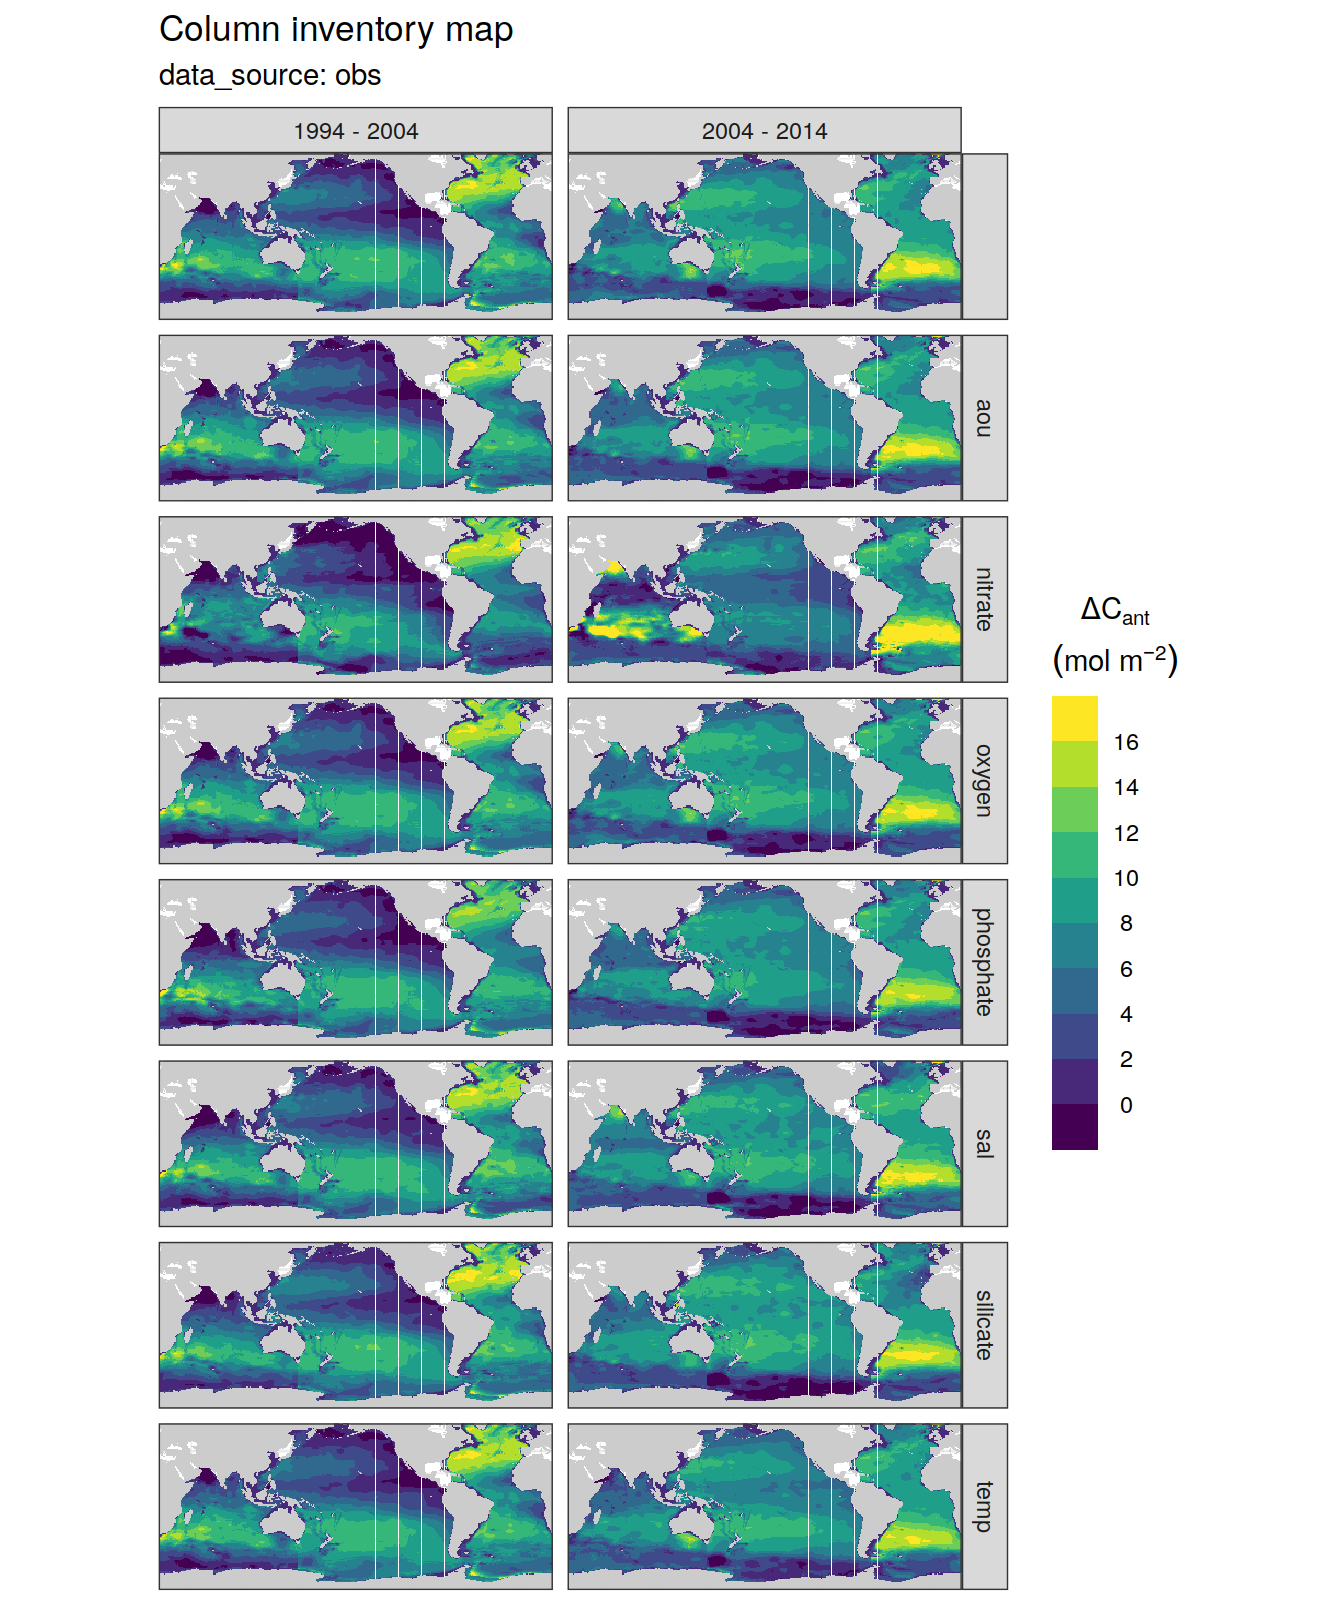 Column inventory map
data_source: obs
1994 - 2004
2004 - 2014
aou
nitrate
oxygen
phosphate
sal
silicate
temp
ΔCant
(mol m−2)
16
14
12
10
8
6
4
2
0